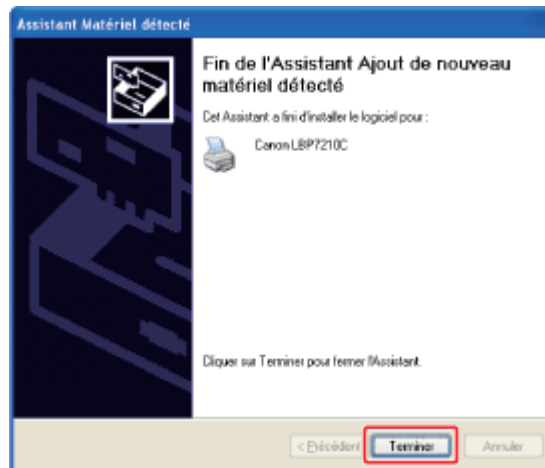 Assistant Matériel détecté
Fin de l'Assistant Ajout de nouveau
matériel détecté
Cet Assistant a fini d'installer le logiciel pour :
Canon LBP7210C
Cliquer sur Terminer pour fermer l'Assistant.
< Précédent
Terminer
Annuler